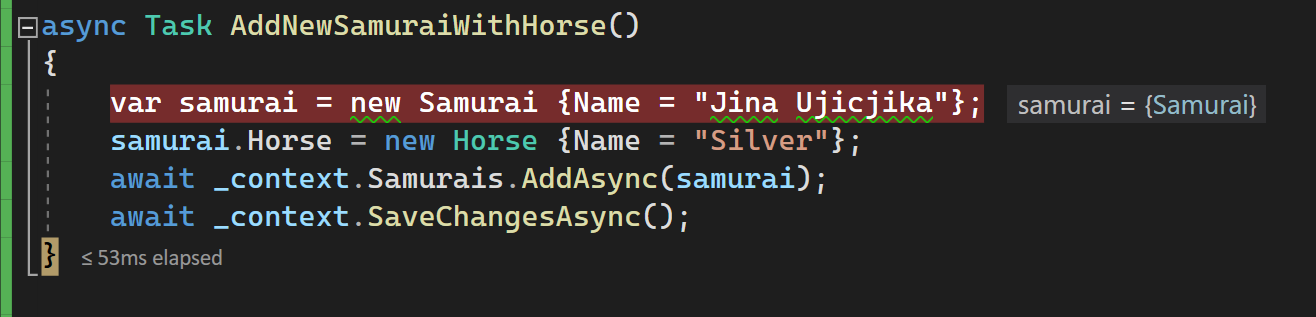 async Task AddNewSamuraiWithHorse()
{
var samurai = new Samurai {Name = "Jina Ujicjika"}; samurai = {Samurai}
samurai.Horse = new Horse {Name = "Silver"};
await _context.Samurais.AddAsync(samurai);
await _context.SaveChangesAsync();
} ≤ 53ms elapsed